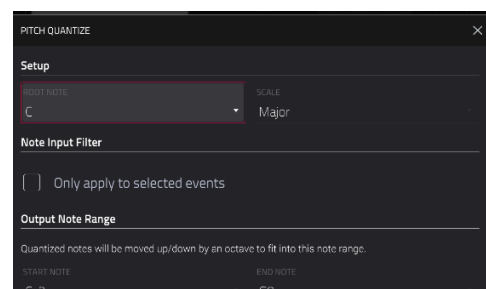 PITCH QUANTIZE
Setup
ROOT NOTE SCALE
C Major
Note Input Filter
Only apply to selected events
Output Note Range
Quantized notes will be moved up/down by an octave to fit into this note range.
START NOTE END NOTE